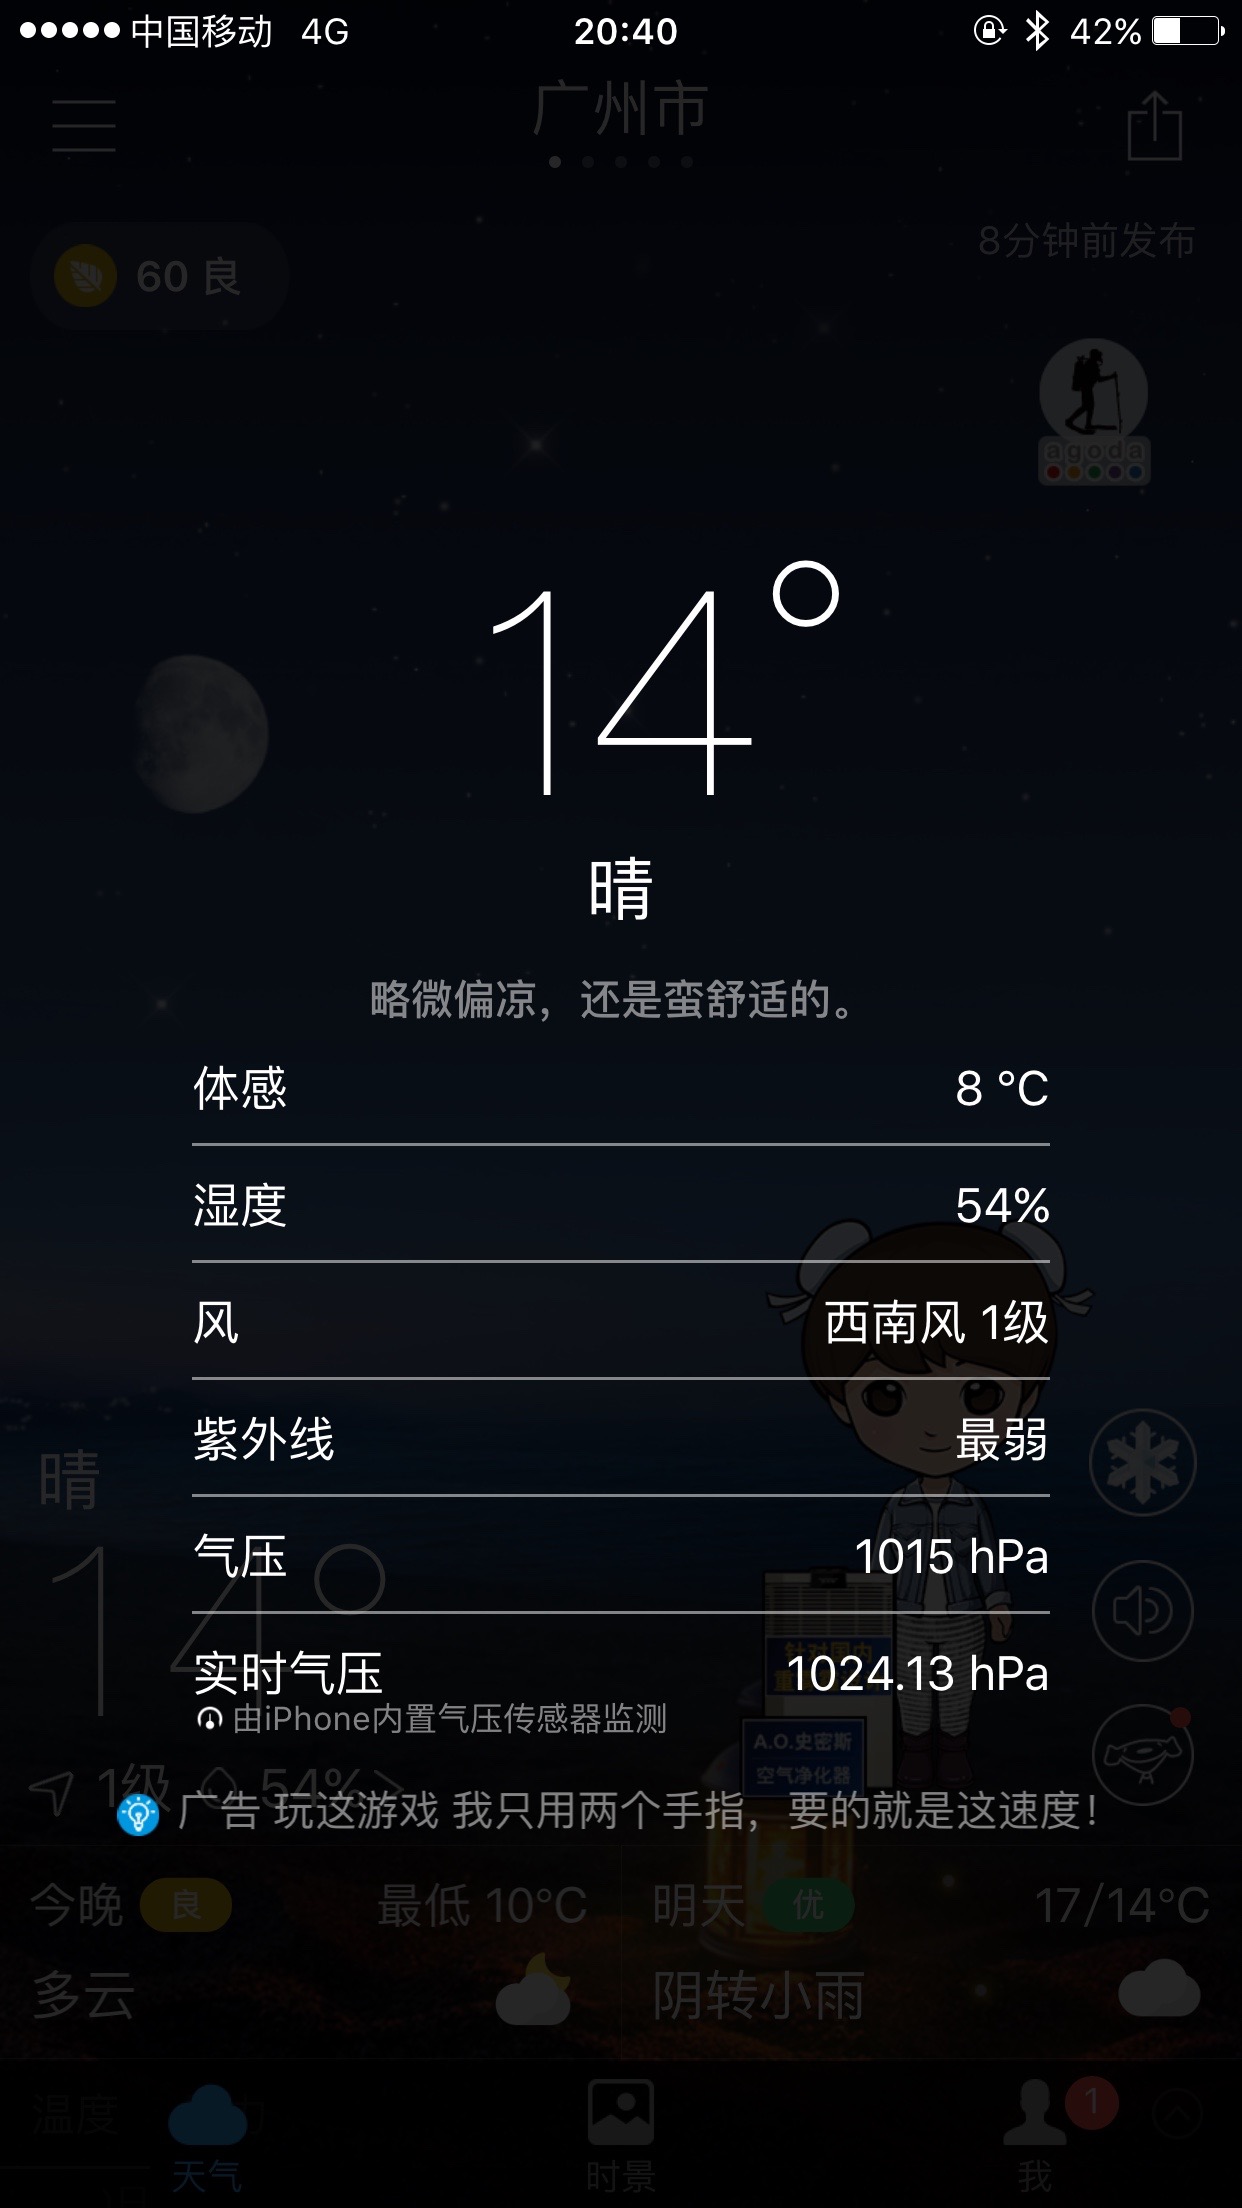 中国移动 4G 20:40 42%
广州市
8分钟前发布
60 良
agoda
14°
晴
略微偏凉，还是蛮舒适的。
体感 8 °C
湿度 54%
风 西南风 1级
紫外线 最弱
晴
气压 1015 hPa
14°
针对国内
实时气压 1024.13 hPa
由iPhone内置气压传感器监测
A.O.史密斯
空气净化器
1级 54% >
广告 玩这游戏 我只用两个手指，要的就是这速度！
今晚 良 最低 10°C
多云
明天 优 17/14°C
阴转小雨
温度
天气
时景
我 1